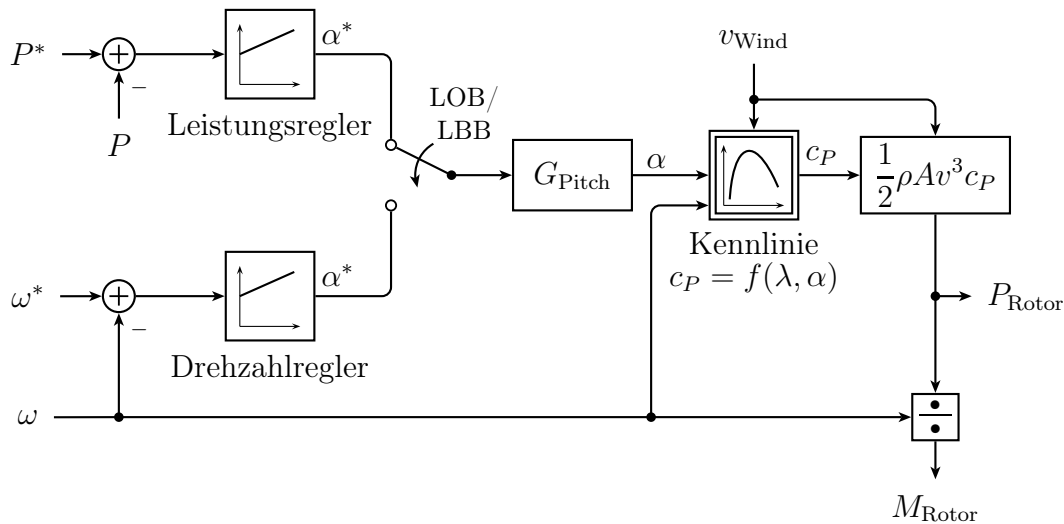 P*
−
P
α*
Leistungsregler
LOB/
LBB
G_Pitch
α
v_Wind
c_P
Kennlinie
c_P = f(λ, α)
1/2 ρAv³c_P
P_Rotor
ω*
−
α*
Drehzahlregler
ω
M_Rotor